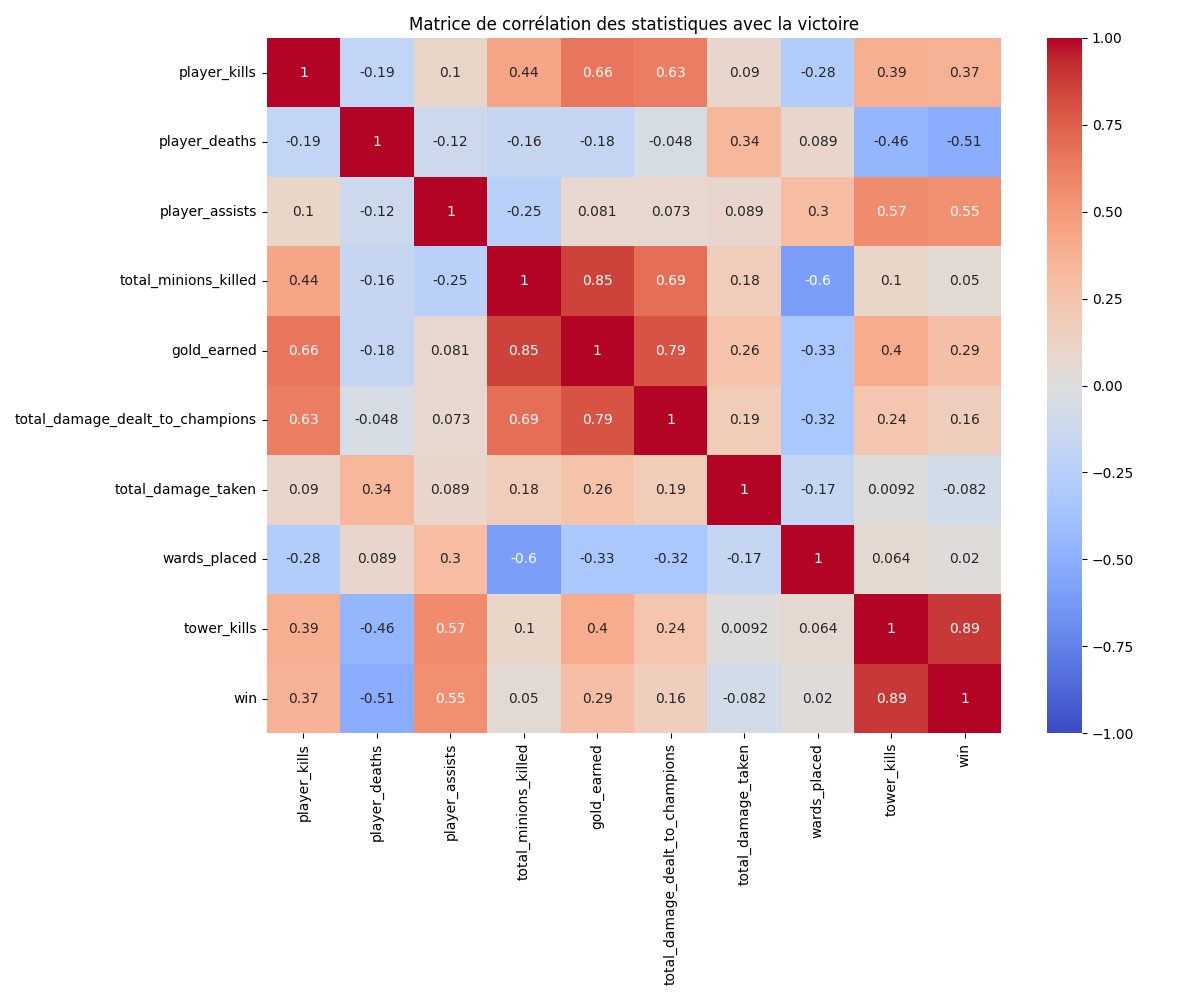 Matrice de corrélation des statistiques avec la victoire
player_kills 1 -0.19 0.1 0.44 0.66 0.63 0.09 -0.28 0.39 0.37
player_deaths -0.19 1 -0.12 -0.16 -0.18 -0.048 0.34 0.089 -0.46 -0.51
player_assists 0.1 -0.12 1 -0.25 0.081 0.073 0.089 0.3 0.57 0.55
total_minions_killed 0.44 -0.16 -0.25 1 0.85 0.69 0.18 -0.6 0.1 0.05
gold_earned 0.66 -0.18 0.081 0.85 1 0.79 0.26 -0.33 0.4 0.29
total_damage_dealt_to_champions 0.63 -0.048 0.073 0.69 0.79 1 0.19 -0.32 0.24 0.16
total_damage_taken 0.09 0.34 0.089 0.18 0.26 0.19 1 -0.17 0.0092 -0.082
wards_placed -0.28 0.089 0.3 -0.6 -0.33 -0.32 -0.17 1 0.064 0.02
tower_kills 0.39 -0.46 0.57 0.1 0.4 0.24 0.0092 0.064 1 0.89
win 0.37 -0.51 0.55 0.05 0.29 0.16 -0.082 0.02 0.89 1
player_kills
player_deaths
player_assists
total_minions_killed
gold_earned
total_damage_dealt_to_champions
total_damage_taken
wards_placed
tower_kills
win
1.00
0.75
0.50
0.25
0.00
−0.25
−0.50
−0.75
−1.00